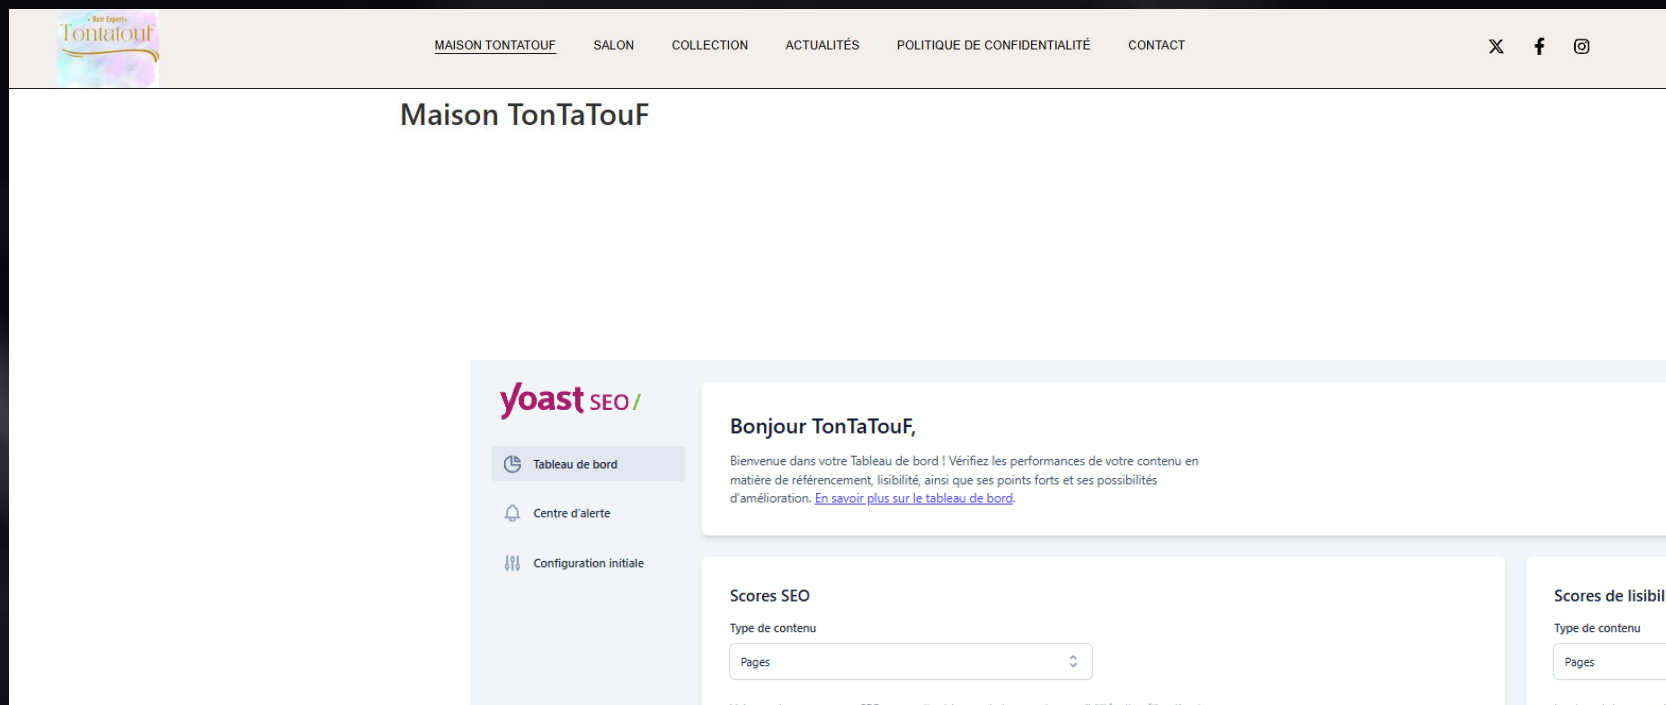 - Hair Expert-
Tontatouf
MAISON TONTATOUF
SALON
COLLECTION
ACTUALITÉS
POLITIQUE DE CONFIDENTIALITÉ
CONTACT
Maison TonTaTouF
yoast SEO/
Tableau de bord
Centre d'alerte
Configuration initiale
Bonjour TonTaTouF,
Bienvenue dans votre Tableau de bord ! Vérifiez les performances de votre contenu en
matière de référencement, lisibilité, ainsi que ses points forts et ses possibilités
d'amélioration. En savoir plus sur le tableau de bord.
Scores SEO
Type de contenu
Pages
Scores de lisibil
Type de contenu
Pages